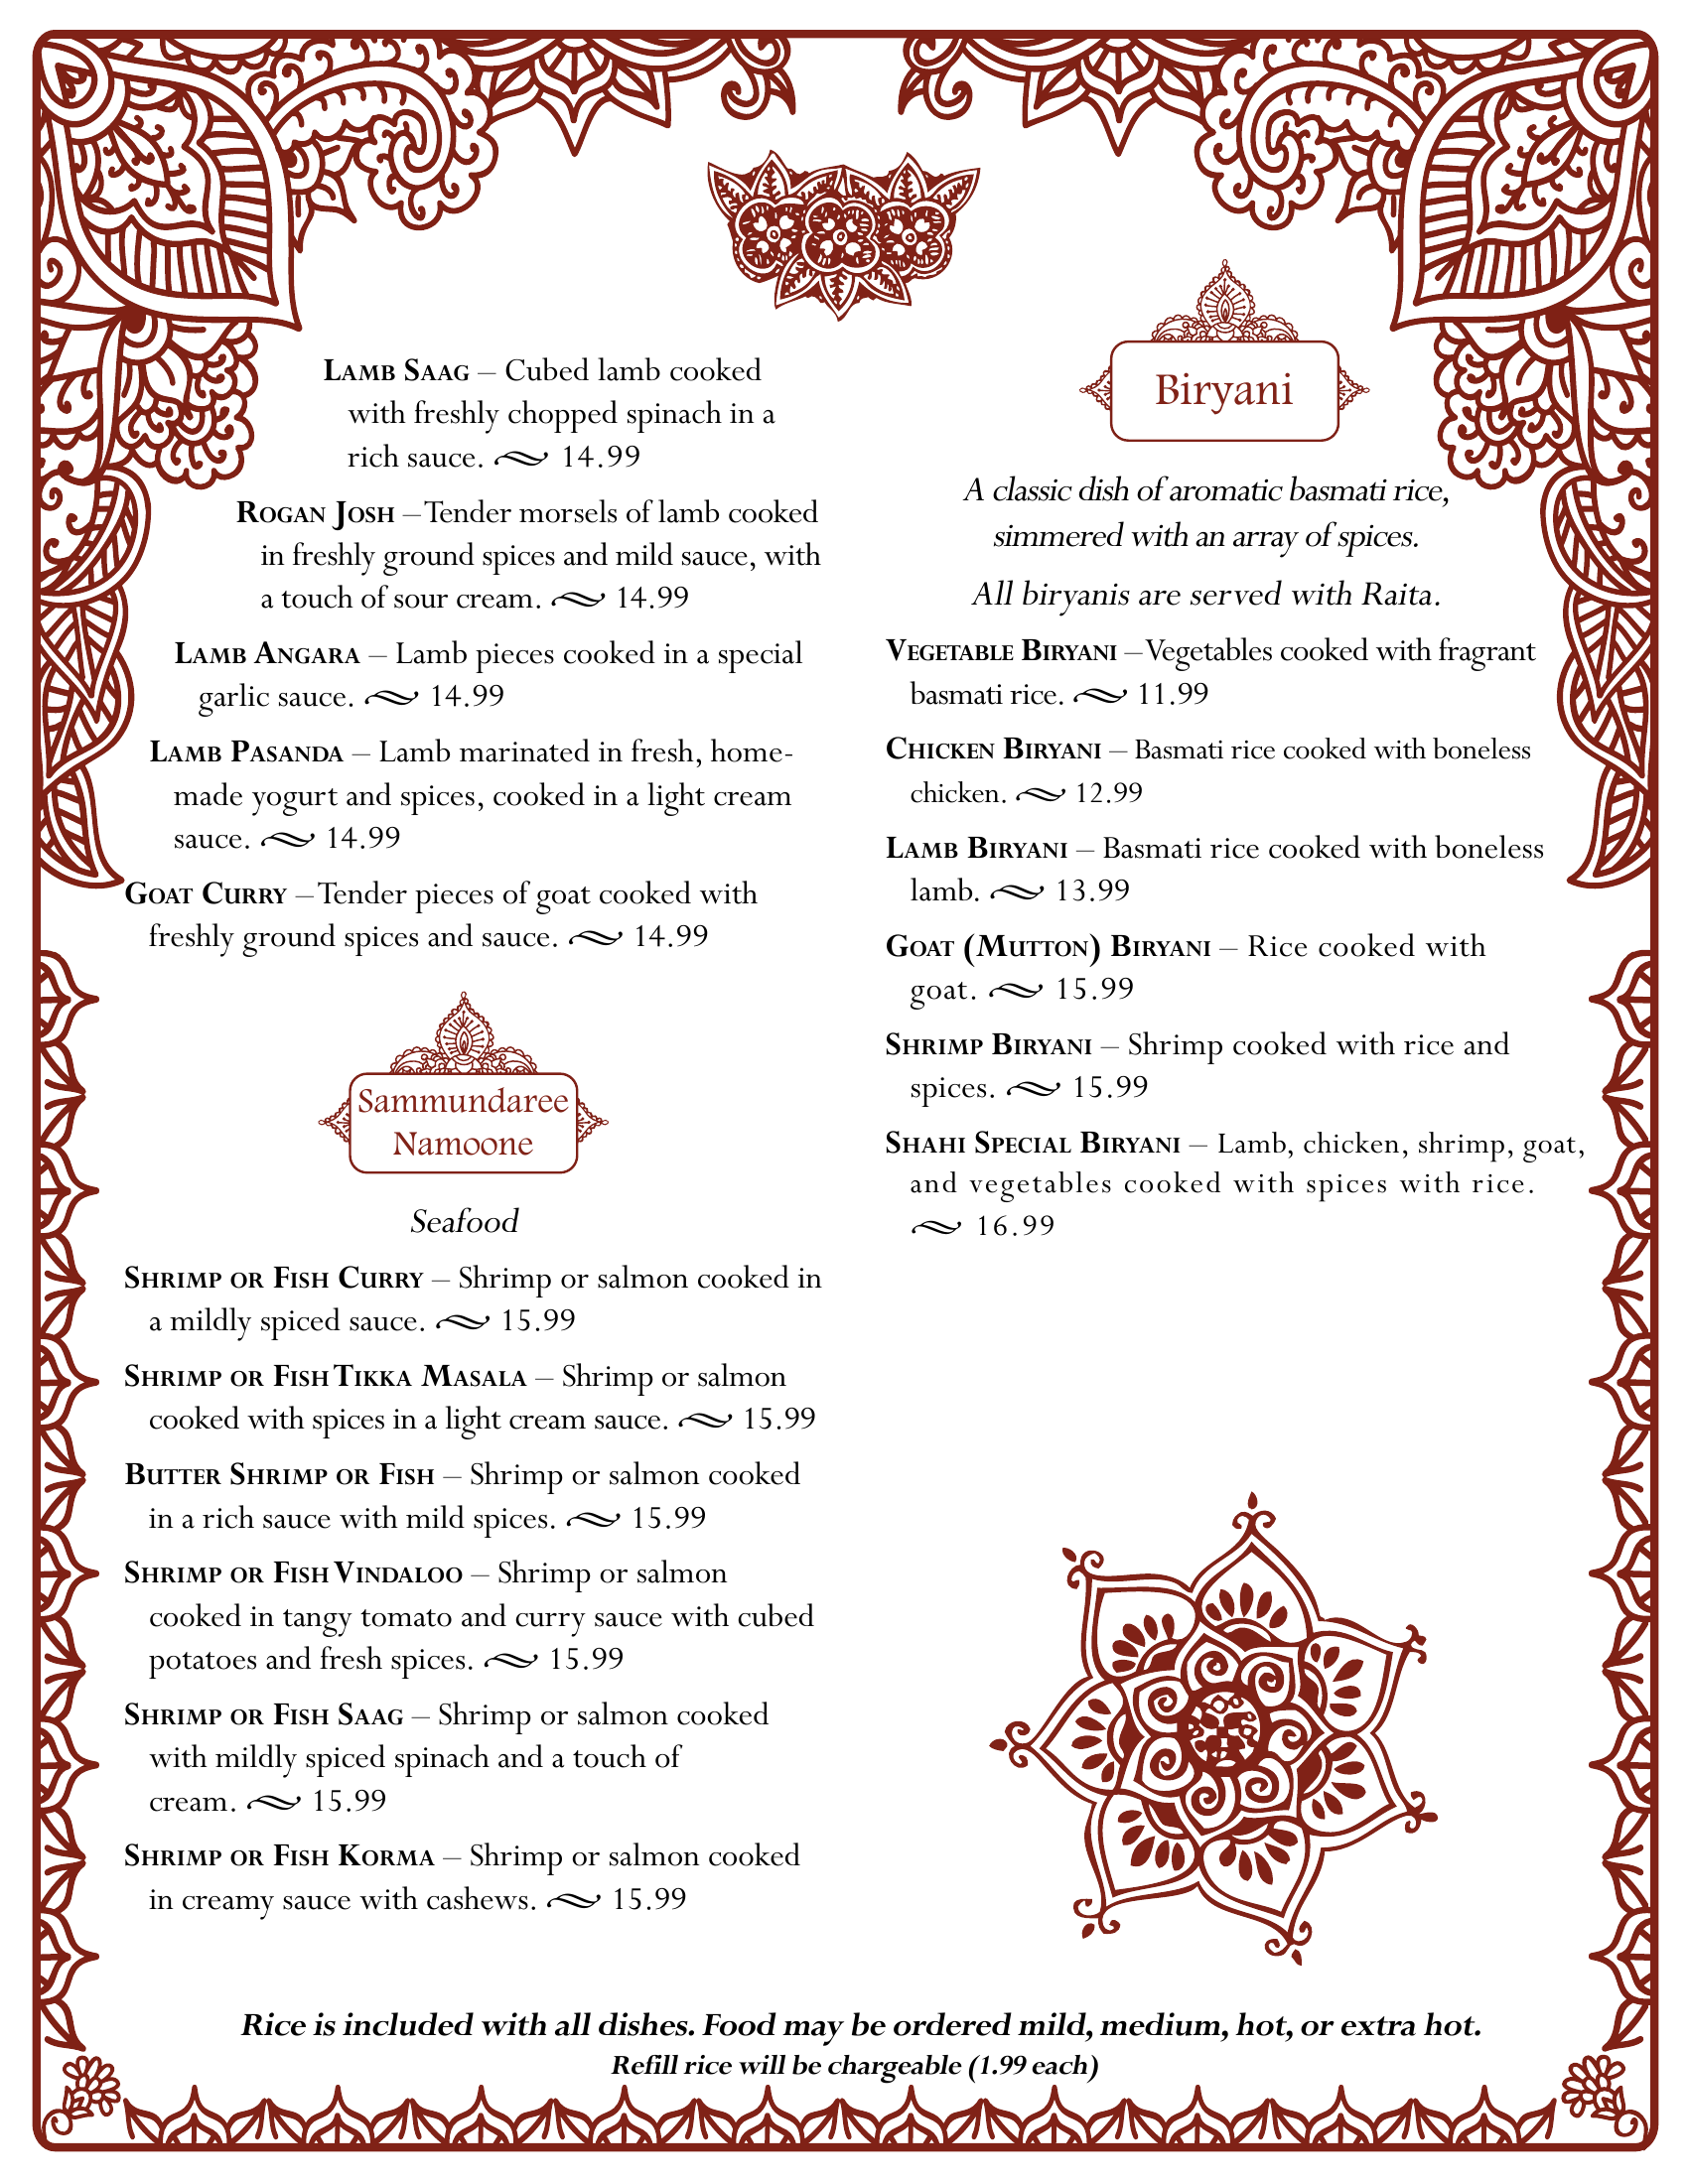 Lamb Saag – Cubed lamb cooked
with freshly chopped spinach in a
rich sauce. 14.99
Rogan Josh – Tender morsels of lamb cooked
in freshly ground spices and mild sauce, with
a touch of sour cream. 14.99
Lamb Angara – Lamb pieces cooked in a special
garlic sauce. 14.99
Lamb Pasanda – Lamb marinated in fresh, home-
made yogurt and spices, cooked in a light cream
sauce. 14.99
Goat Curry – Tender pieces of goat cooked with
freshly ground spices and sauce. 14.99
Sammundaree
Namoone
Seafood
Shrimp or Fish Curry – Shrimp or salmon cooked in
a mildly spiced sauce. 15.99
Shrimp or Fish Tikka Masala – Shrimp or salmon
cooked with spices in a light cream sauce. 15.99
Butter Shrimp or Fish – Shrimp or salmon cooked
in a rich sauce with mild spices. 15.99
Shrimp or Fish Vindaloo – Shrimp or salmon
cooked in tangy tomato and curry sauce with cubed
potatoes and fresh spices. 15.99
Shrimp or Fish Saag – Shrimp or salmon cooked
with mildly spiced spinach and a touch of
cream. 15.99
Shrimp or Fish Korma – Shrimp or salmon cooked
in creamy sauce with cashews. 15.99
Biryani
A classic dish of aromatic basmati rice,
simmered with an array of spices.
All biryanis are served with Raita.
Vegetable Biryani – Vegetables cooked with fragrant
basmati rice. 11.99
Chicken Biryani – Basmati rice cooked with boneless
chicken. 12.99
Lamb Biryani – Basmati rice cooked with boneless
lamb. 13.99
Goat (Mutton) Biryani – Rice cooked with
goat. 15.99
Shrimp Biryani – Shrimp cooked with rice and
spices. 15.99
Shahi Special Biryani – Lamb, chicken, shrimp, goat,
and vegetables cooked with spices with rice.
16.99
Rice is included with all dishes. Food may be ordered mild, medium, hot, or extra hot.
Refill rice will be chargeable (1.99 each)